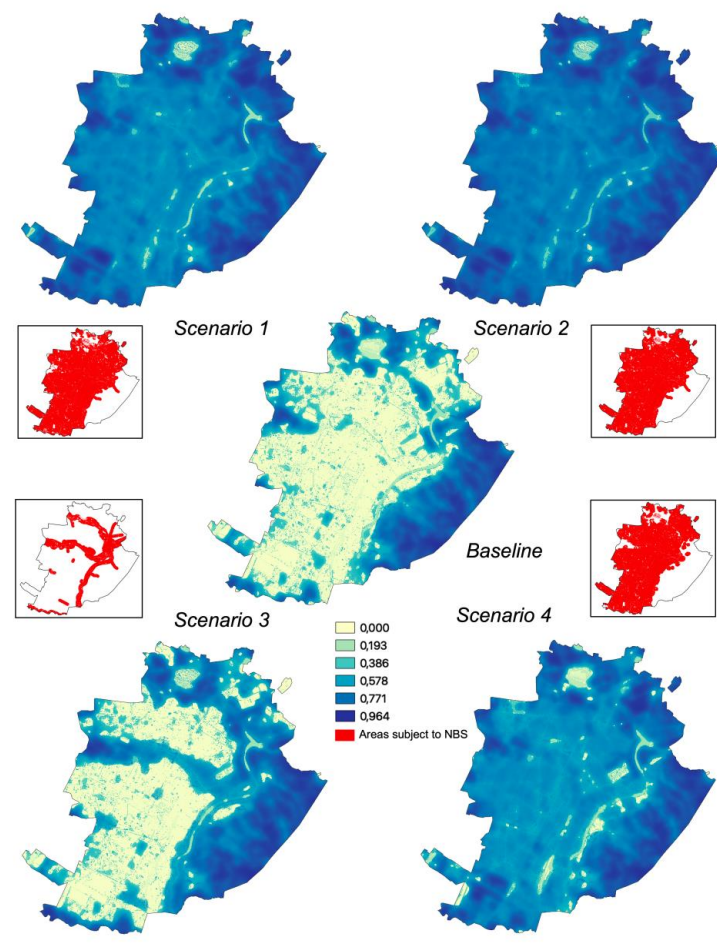 Scenario 1
Scenario 2
Baseline
Scenario 3
Scenario 4
0,000
0,193
0,386
0,578
0,771
0,964
Areas subject to NBS